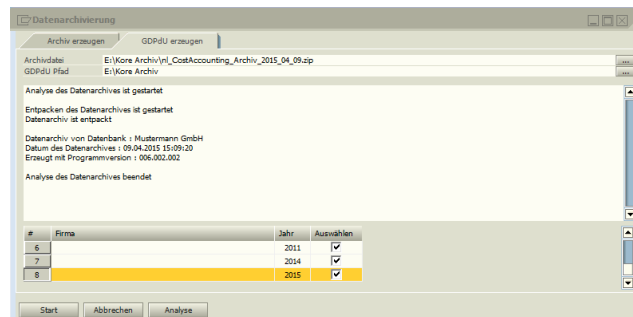 Datenarchivierung
Archiv erzeugen GDPdU erzeugen
Archivdatei E:\Kore Archiv\nl_CostAccounting_Archiv_2015_04_09.zip ...
GDPdU Pfad E:\Kore Archiv ...
Analyse des Datenarchives ist gestartet
Entpacken des Datenarchives ist gestartet
Datenarchiv ist entpackt
Datenarchiv von Datenbank : Mustermann GmbH
Datum des Datenarchives : 09.04.2015 15:09:20
Erzeugt mit Programmversion : 006.002.002
Analyse des Datenarchives beendet
# Firma Jahr Auswählen
6 2011
7 2014
8 2015
Start Abbrechen Analyse